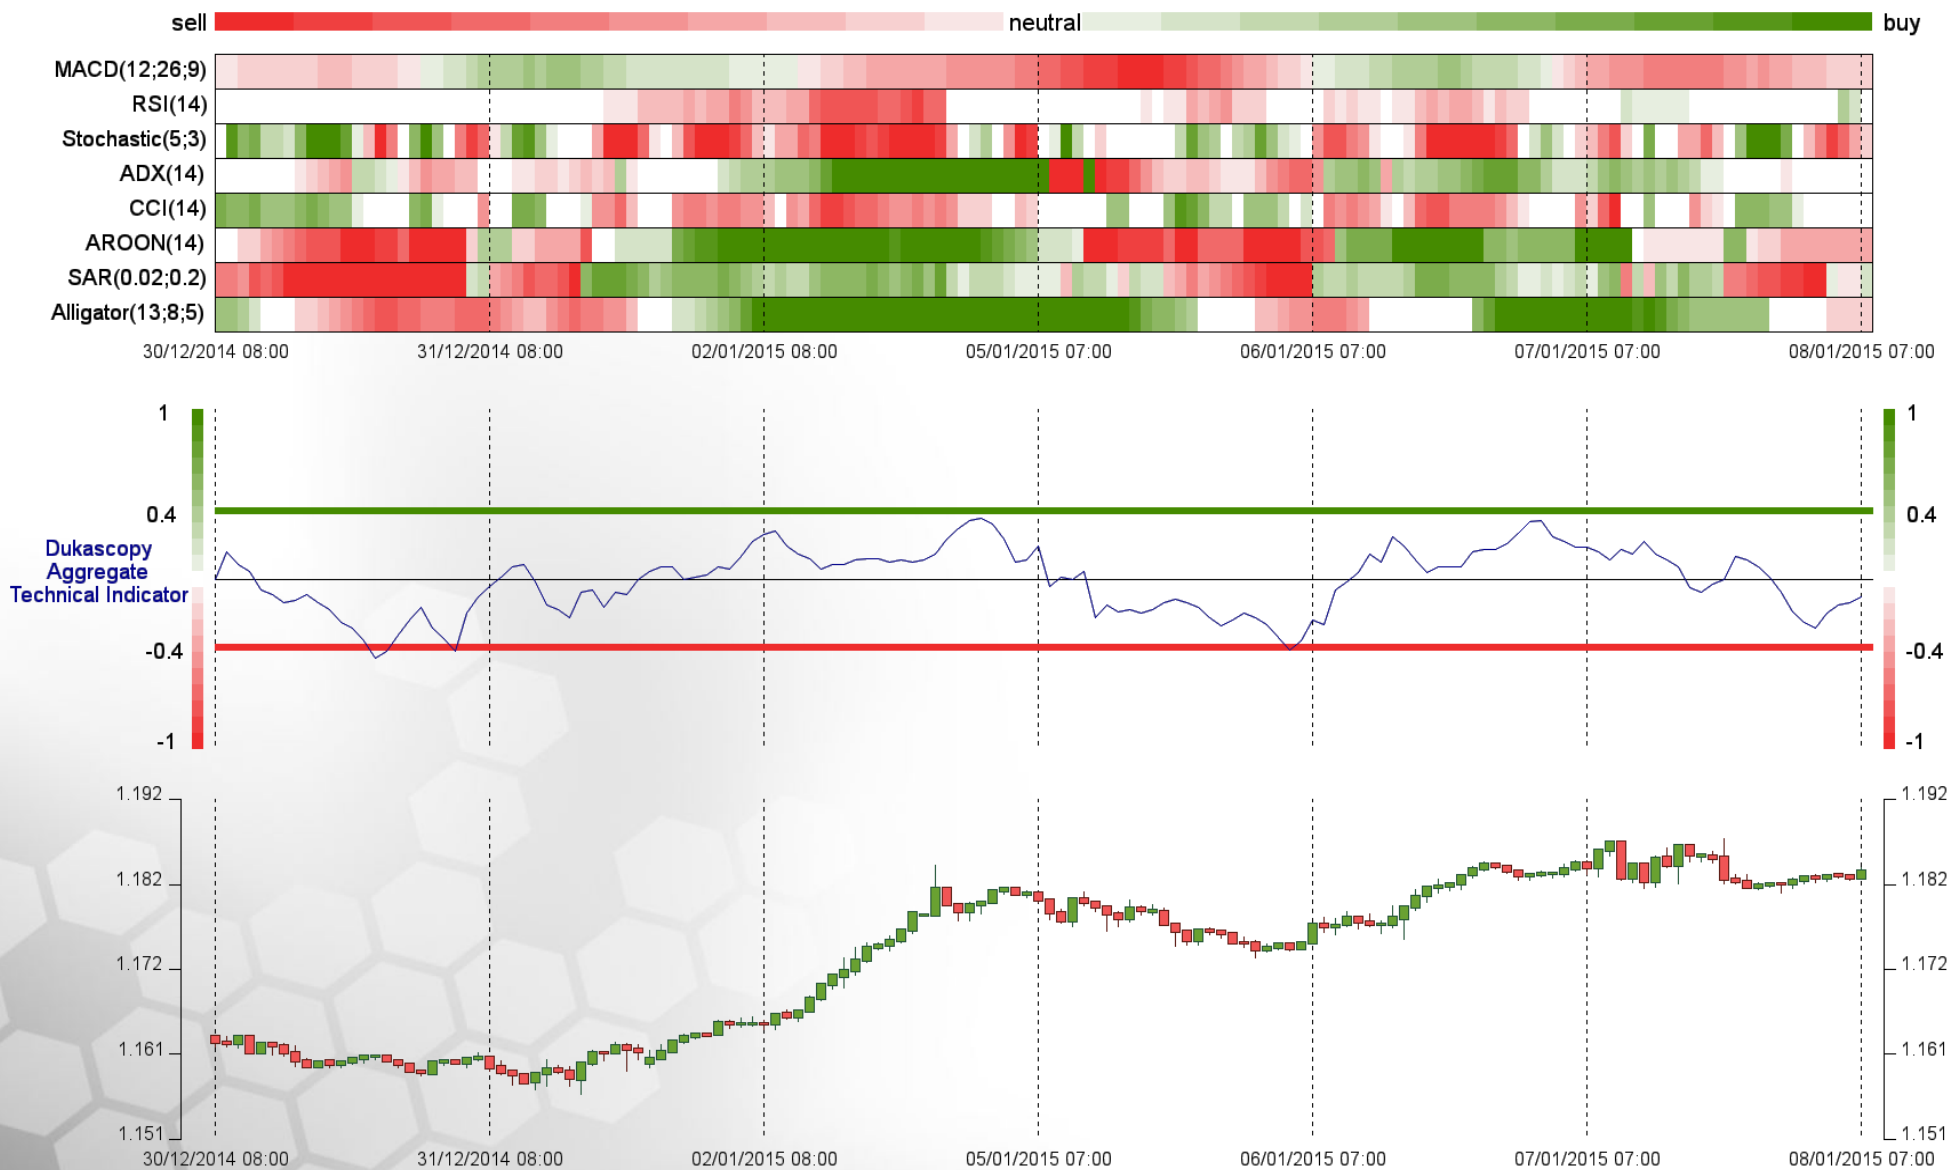 sell neutral buy
MACD(12;26;9)
RSI(14)
Stochastic(5;3)
ADX(14)
CCI(14)
AROON(14)
SAR(0.02;0.2)
Alligator(13;8;5)
30/12/2014 08:00 31/12/2014 08:00 02/01/2015 08:00 05/01/2015 07:00 06/01/2015 07:00 07/01/2015 07:00 08/01/2015 07:00
1 1
0.4 0.4
Dukascopy
Aggregate
Technical Indicator
-0.4 -0.4
-1 -1
1.192 1.192
1.182 1.182
1.172 1.172
1.161 1.161
1.151 1.151
30/12/2014 08:00 31/12/2014 08:00 02/01/2015 08:00 05/01/2015 07:00 06/01/2015 07:00 07/01/2015 07:00 08/01/2015 07:00